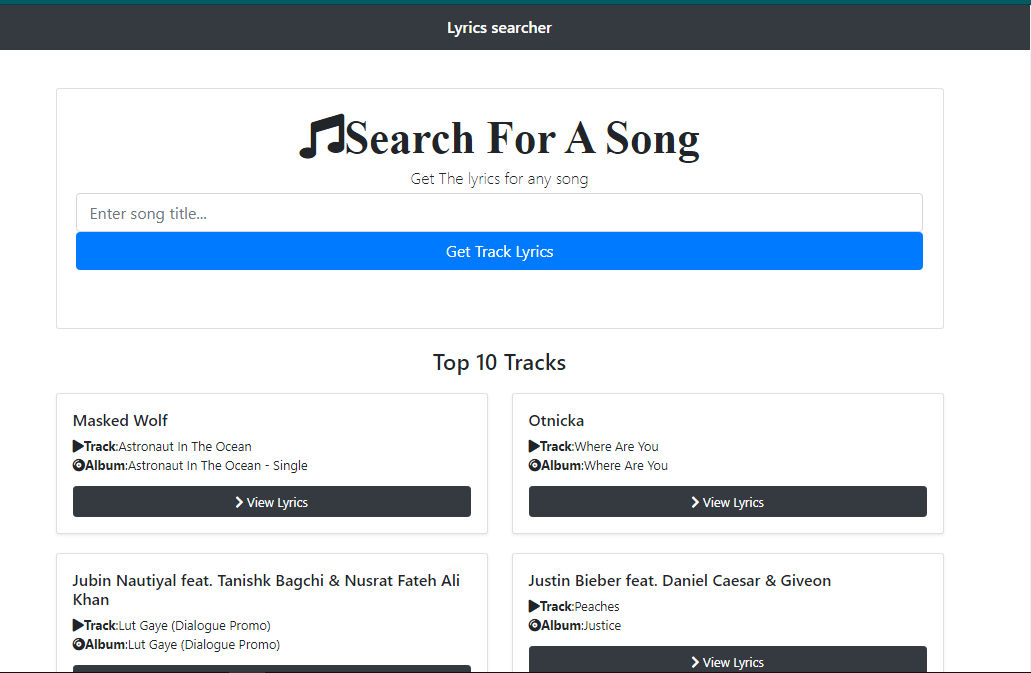 Lyrics searcher
Search For A Song
Get The lyrics for any song
Enter song title...
Get Track Lyrics
Top 10 Tracks
Masked Wolf
Track:Astronaut In The Ocean
Album:Astronaut In The Ocean - Single
View Lyrics
Otnicka
Track:Where Are You
Album:Where Are You
View Lyrics
Jubin Nautiyal feat. Tanishk Bagchi & Nusrat Fateh Ali
Khan
Track:Lut Gaye (Dialogue Promo)
Album:Lut Gaye (Dialogue Promo)
Justin Bieber feat. Daniel Caesar & Giveon
Track:Peaches
Album:Justice
View Lyrics